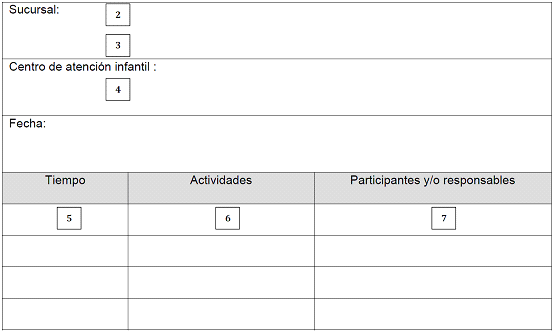 Sucursal:
2
3
Centro de atención infantil :
4
Fecha:
Tiempo Actividades Participantes y/o responsables
5 6 7